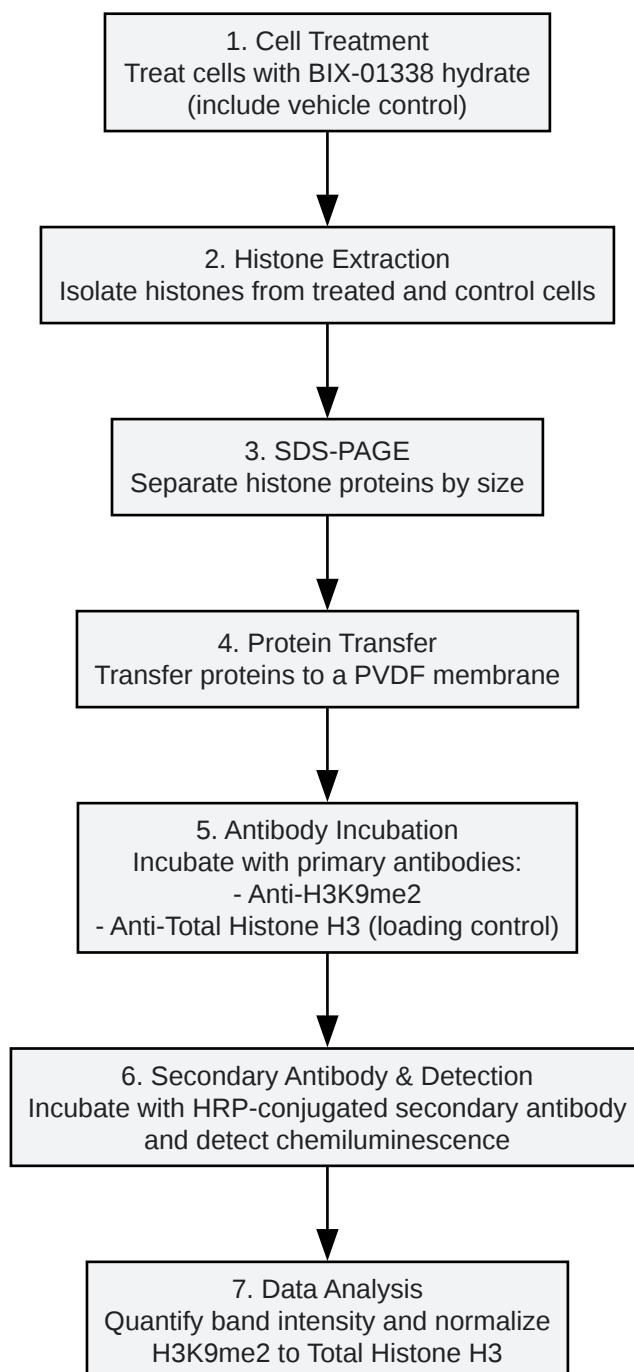 1. Cell Treatment
Treat cells with BIX-01338 hydrate
(include vehicle control)
2. Histone Extraction
Isolate histones from treated and control cells
3. SDS-PAGE
Separate histone proteins by size
4. Protein Transfer
Transfer proteins to a PVDF membrane
5. Antibody Incubation
Incubate with primary antibodies:
- Anti-H3K9me2
- Anti-Total Histone H3 (loading control)
6. Secondary Antibody & Detection
Incubate with HRP-conjugated secondary antibody
and detect chemiluminescence
7. Data Analysis
Quantify band intensity and normalize
H3K9me2 to Total Histone H3